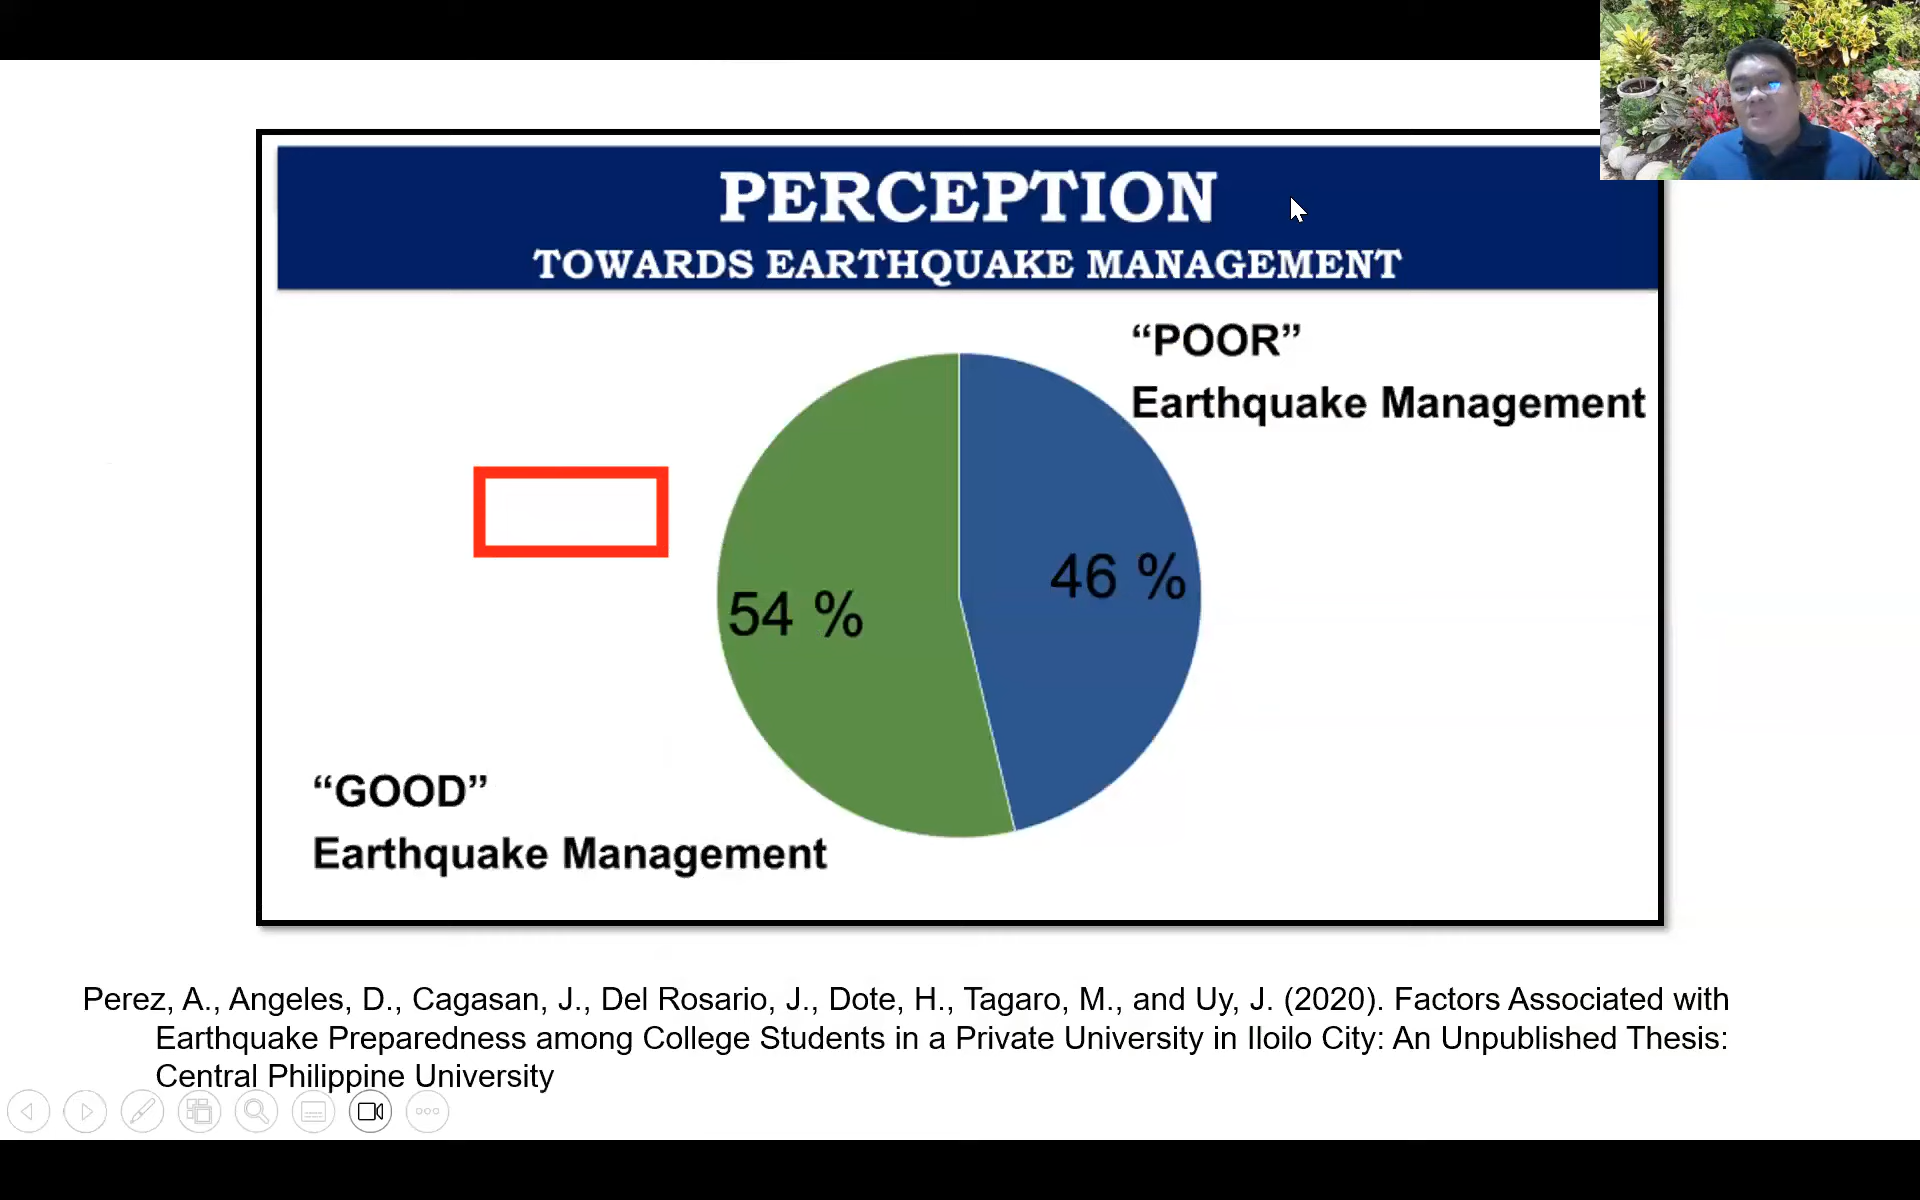 PERCEPTION
TOWARDS EARTHQUAKE MANAGEMENT
“POOR”
Earthquake Management
46 %
54 %
“GOOD”
Earthquake Management
Perez, A., Angeles, D., Cagasan, J., Del Rosario, J., Dote, H., Tagaro, M., and Uy, J. (2020). Factors Associated with
Earthquake Preparedness among College Students in a Private University in Iloilo City: An Unpublished Thesis:
Central Philippine University